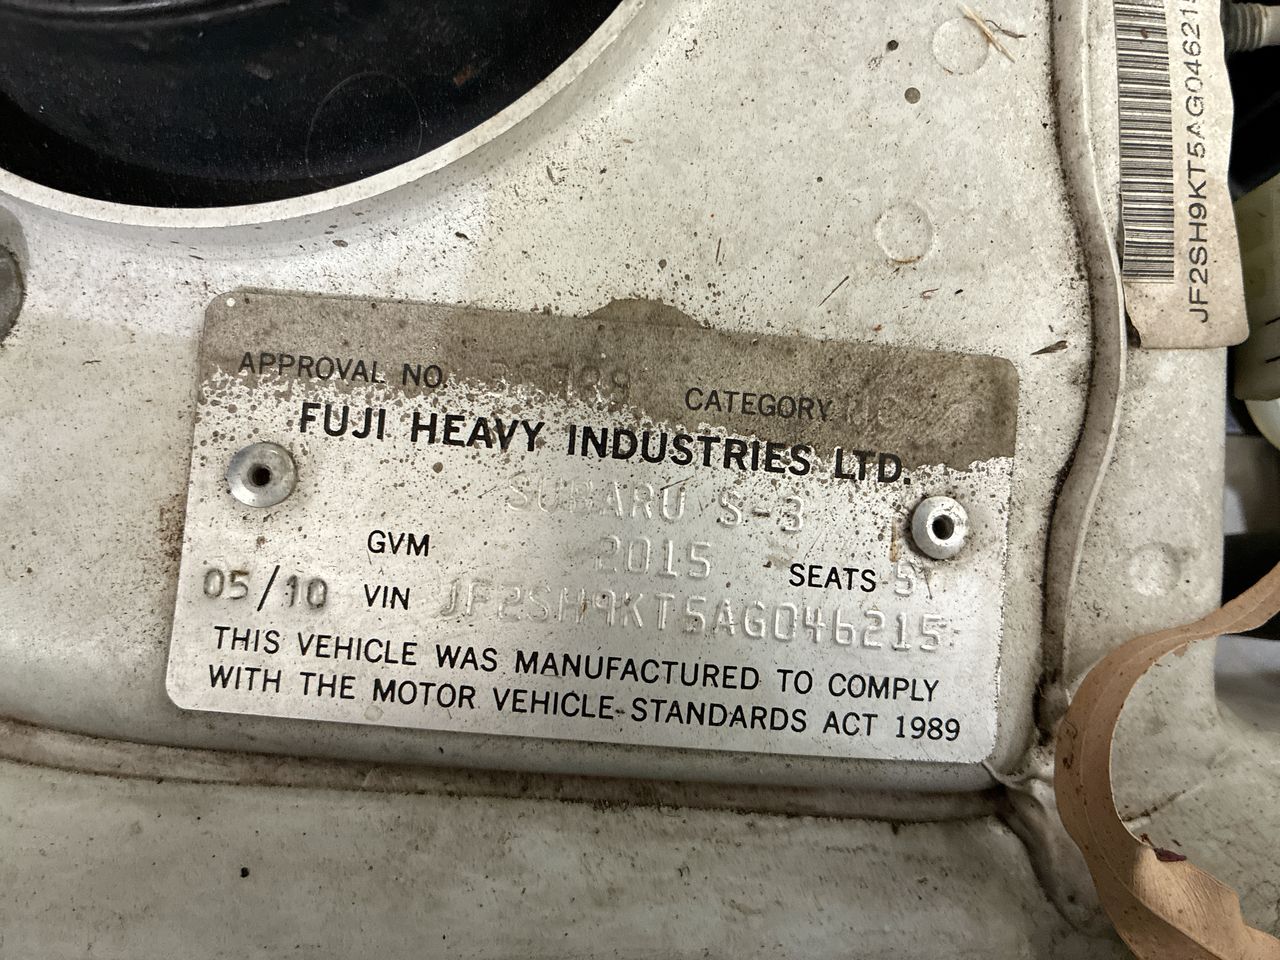 APPROVAL NO. CATEGORY
FUJI HEAVY INDUSTRIES LTD.
SUBARU S-3
GVM 2015 SEATS 5
05/10 VIN JF2SH9KT5AG046215
THIS VEHICLE WAS MANUFACTURED TO COMPLY
WITH THE MOTOR VEHICLE STANDARDS ACT 1989
JF2SH9KT5AG046215